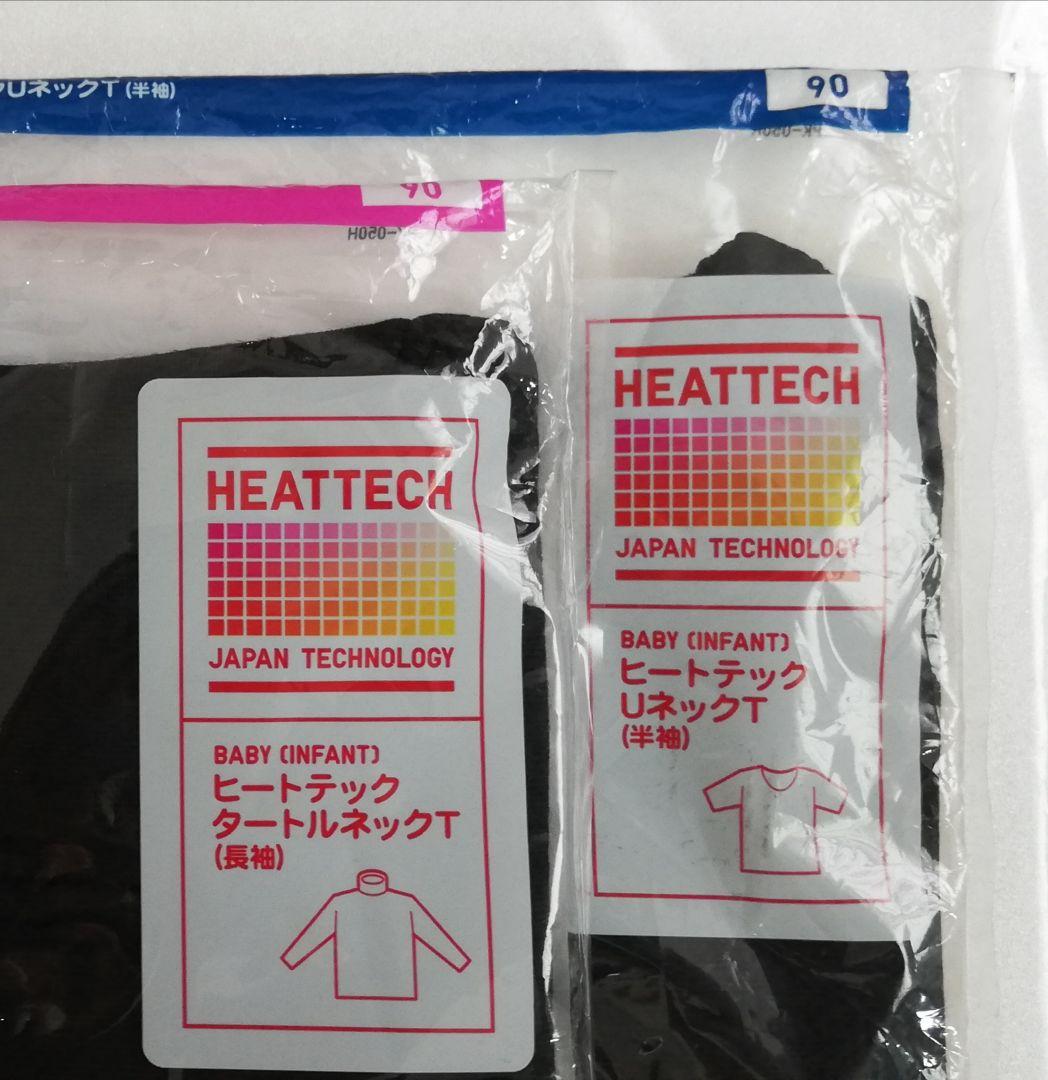 UネックT(半袖)
90
90
-050H
HEATTECH
JAPAN TECHNOLOGY
BABY (INFANT)
ヒートテック
タートルネックT
(長袖)
HEATTECH
JAPAN TECHNOLOGY
BABY (INFANT)
ヒートテック
UネックT
(半袖)